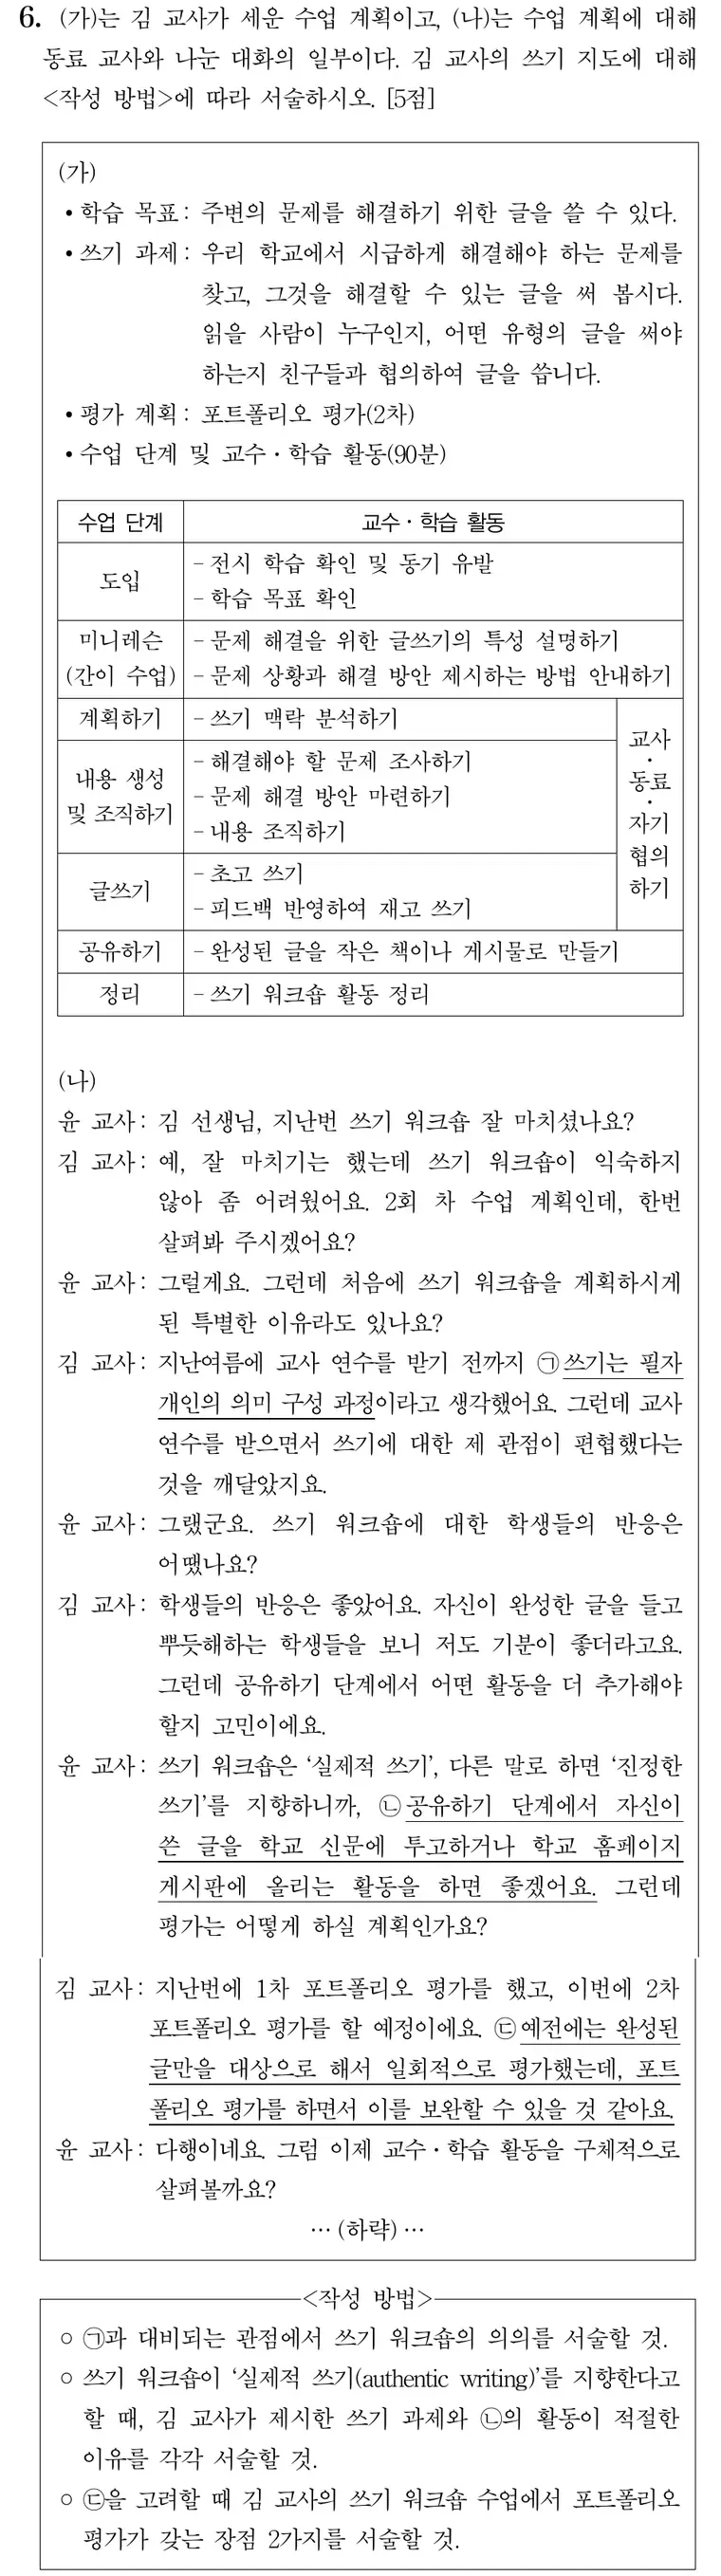 6. (가)는 김 교사가 세운 수업 계획이고, (나)는 수업 계획에 대해
동료 교사와 나눈 대화의 일부이다. 김 교사의 쓰기 지도에 대해
<작성 방법>에 따라 서술하시오. [5점]
(가)
• 학습 목표 : 주변의 문제를 해결하기 위한 글을 쓸 수 있다.
• 쓰기 과제 : 우리 학교에서 시급하게 해결해야 하는 문제를
찾고, 그것을 해결할 수 있는 글을 써 봅시다.
읽을 사람이 누구인지, 어떤 유형의 글을 써야
하는지 친구들과 협의하여 글을 씁니다.
• 평가 계획 : 포트폴리오 평가(2차)
• 수업 단계 및 교수・학습 활동(90분)
수업 단계 교수・학습 활동
도입
- 전시 학습 확인 및 동기 유발
- 학습 목표 확인
미니레슨
(간이 수업)
- 문제 해결을 위한 글쓰기의 특성 설명하기
- 문제 상황과 해결 방안 제시하는 방법 안내하기
계획하기
- 쓰기 맥락 분석하기
내용 생성
및 조직하기
- 해결해야 할 문제 조사하기
- 문제 해결 방안 마련하기
- 내용 조직하기
글쓰기
- 초고 쓰기
- 피드백 반영하여 재고 쓰기
교사
・
동료
・
자기
협의
하기
공유하기
- 완성된 글을 작은 책이나 게시물로 만들기
정리
- 쓰기 워크숍 활동 정리
(나)
윤 교사 : 김 선생님, 지난번 쓰기 워크숍 잘 마치셨나요?
김 교사 : 예, 잘 마치기는 했는데 쓰기 워크숍이 익숙하지
않아 좀 어려웠어요. 2회 차 수업 계획인데, 한번
살펴봐 주시겠어요?
윤 교사 : 그럴게요. 그런데 처음에 쓰기 워크숍을 계획하시게
된 특별한 이유라도 있나요?
김 교사 : 지난여름에 교사 연수를 받기 전까지 ㉠쓰기는 필자
개인의 의미 구성 과정이라고 생각했어요. 그런데 교사
연수를 받으면서 쓰기에 대한 제 관점이 편협했다는
것을 깨달았지요.
윤 교사 : 그랬군요. 쓰기 워크숍에 대한 학생들의 반응은
어땠나요?
김 교사 : 학생들의 반응은 좋았어요. 자신이 완성한 글을 들고
뿌듯해하는 학생들을 보니 저도 기분이 좋더라고요.
그런데 공유하기 단계에서 어떤 활동을 더 추가해야
할지 고민이에요.
윤 교사 : 쓰기 워크숍은 ‘실제적 쓰기’, 다른 말로 하면 ‘진정한
쓰기’를 지향하니까, ㉡공유하기 단계에서 자신이
쓴 글을 학교 신문에 투고하거나 학교 홈페이지
게시판에 올리는 활동을 하면 좋겠어요. 그런데
평가는 어떻게 하실 계획인가요?
김 교사 : 지난번에 1차 포트폴리오 평가를 했고, 이번에 2차
포트폴리오 평가를 할 예정이에요. ㉢예전에는 완성된
글만을 대상으로 해서 일회적으로 평가했는데, 포트
폴리오 평가를 하면서 이를 보완할 수 있을 것 같아요.
윤 교사 : 다행이네요. 그럼 이제 교수・학습 활동을 구체적으로
살펴볼까요?
… (하략) …
<작성 방법>
○ ㉠과 대비되는 관점에서 쓰기 워크숍의 의의를 서술할 것.
○ 쓰기 워크숍이 ‘실제적 쓰기(authentic writing)’를 지향한다고
할 때, 김 교사가 제시한 쓰기 과제와 ㉡의 활동이 적절한
이유를 각각 서술할 것.
○ ㉢을 고려할 때 김 교사의 쓰기 워크숍 수업에서 포트폴리오
평가가 갖는 장점 2가지를 서술할 것.